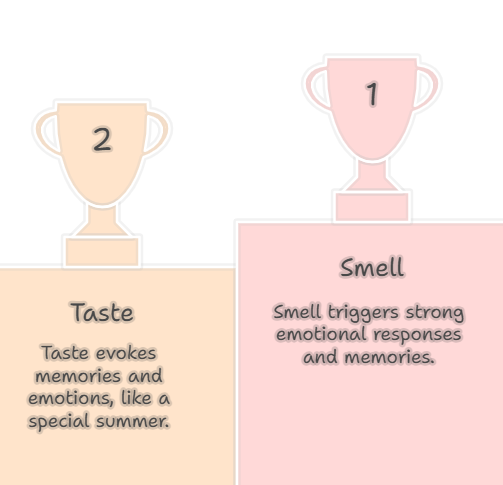 2
Taste
Taste evokes
memories and
emotions, like a
special summer.
1
Smell
Smell triggers strong
emotional responses
and memories.